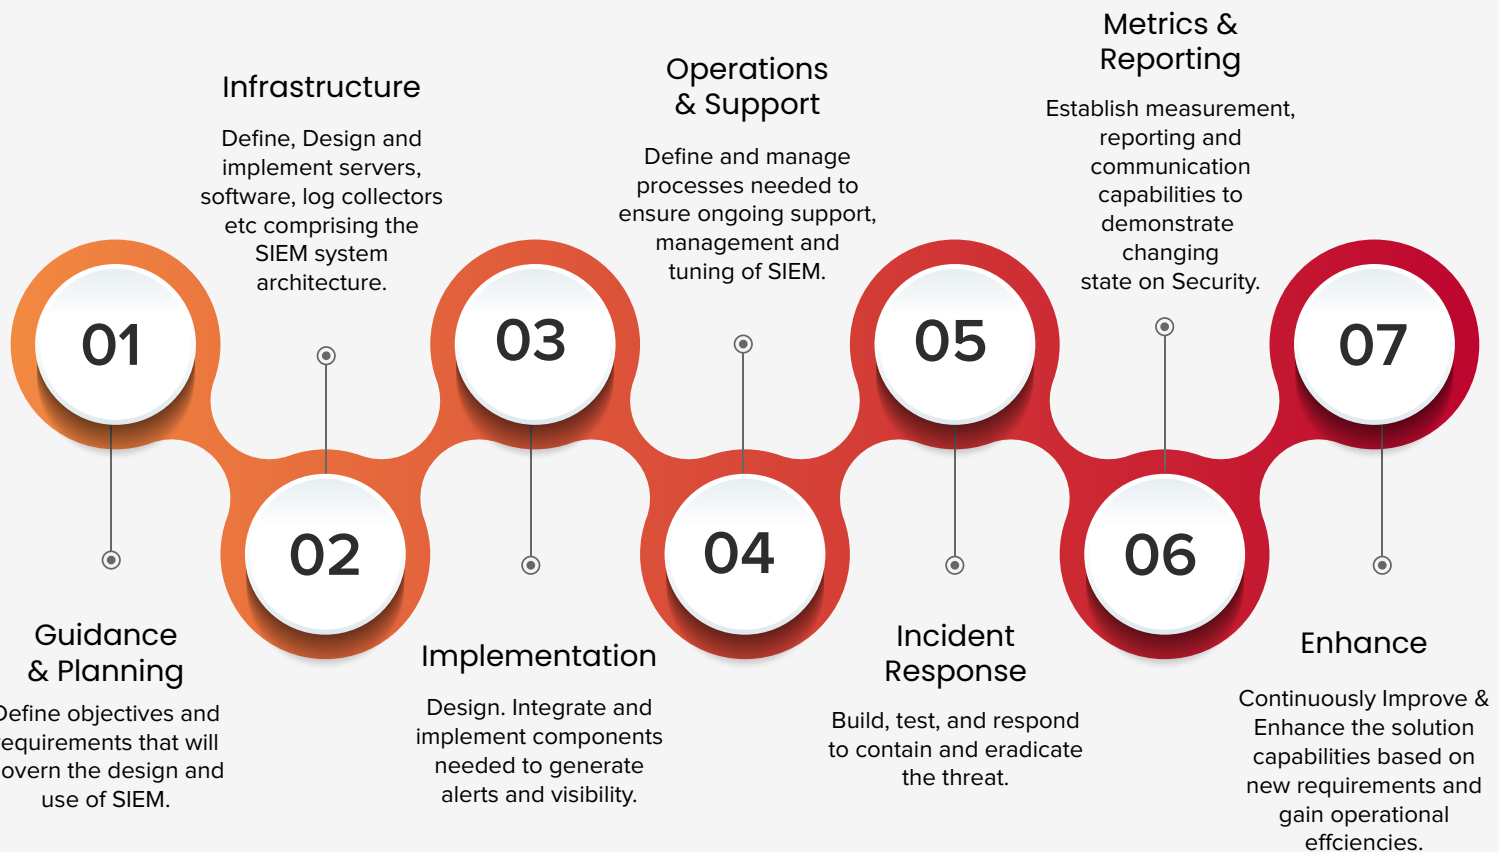 01
Guidance
& Planning
Define objectives and
requirements that will
govern the design and
use of SIEM.
Infrastructure
Define, Design and
implement servers,
software, log collectors
etc comprising the
SIEM system
architecture.
02
03
Implementation
Design. Integrate and
implement components
needed to generate
alerts and visibility.
Operations
& Support
Define and manage
processes needed to
ensure ongoing support,
management and
tuning of SIEM.
04
05
Incident
Response
Build, test, and respond
to contain and eradicate
the threat.
Metrics &
Reporting
Establish measurement,
reporting and
communication
capabilities to
demonstrate
changing
state on Security.
06
07
Enhance
Continuously Improve &
Enhance the solution
capabilities based on
new requirements and
gain operational
effciencies.